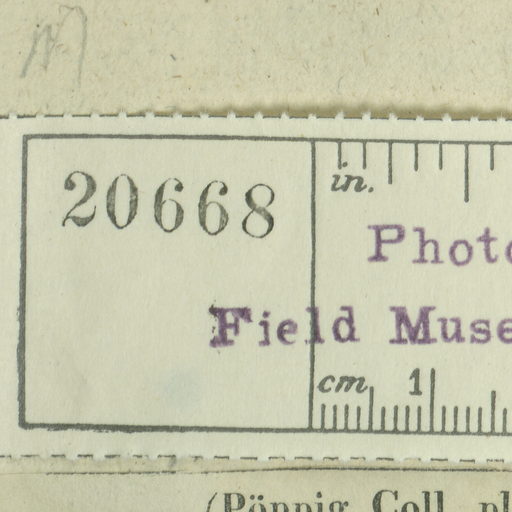 20668
in.
Photo
Field Muse
cm 1
(Pöppig Coll. pl